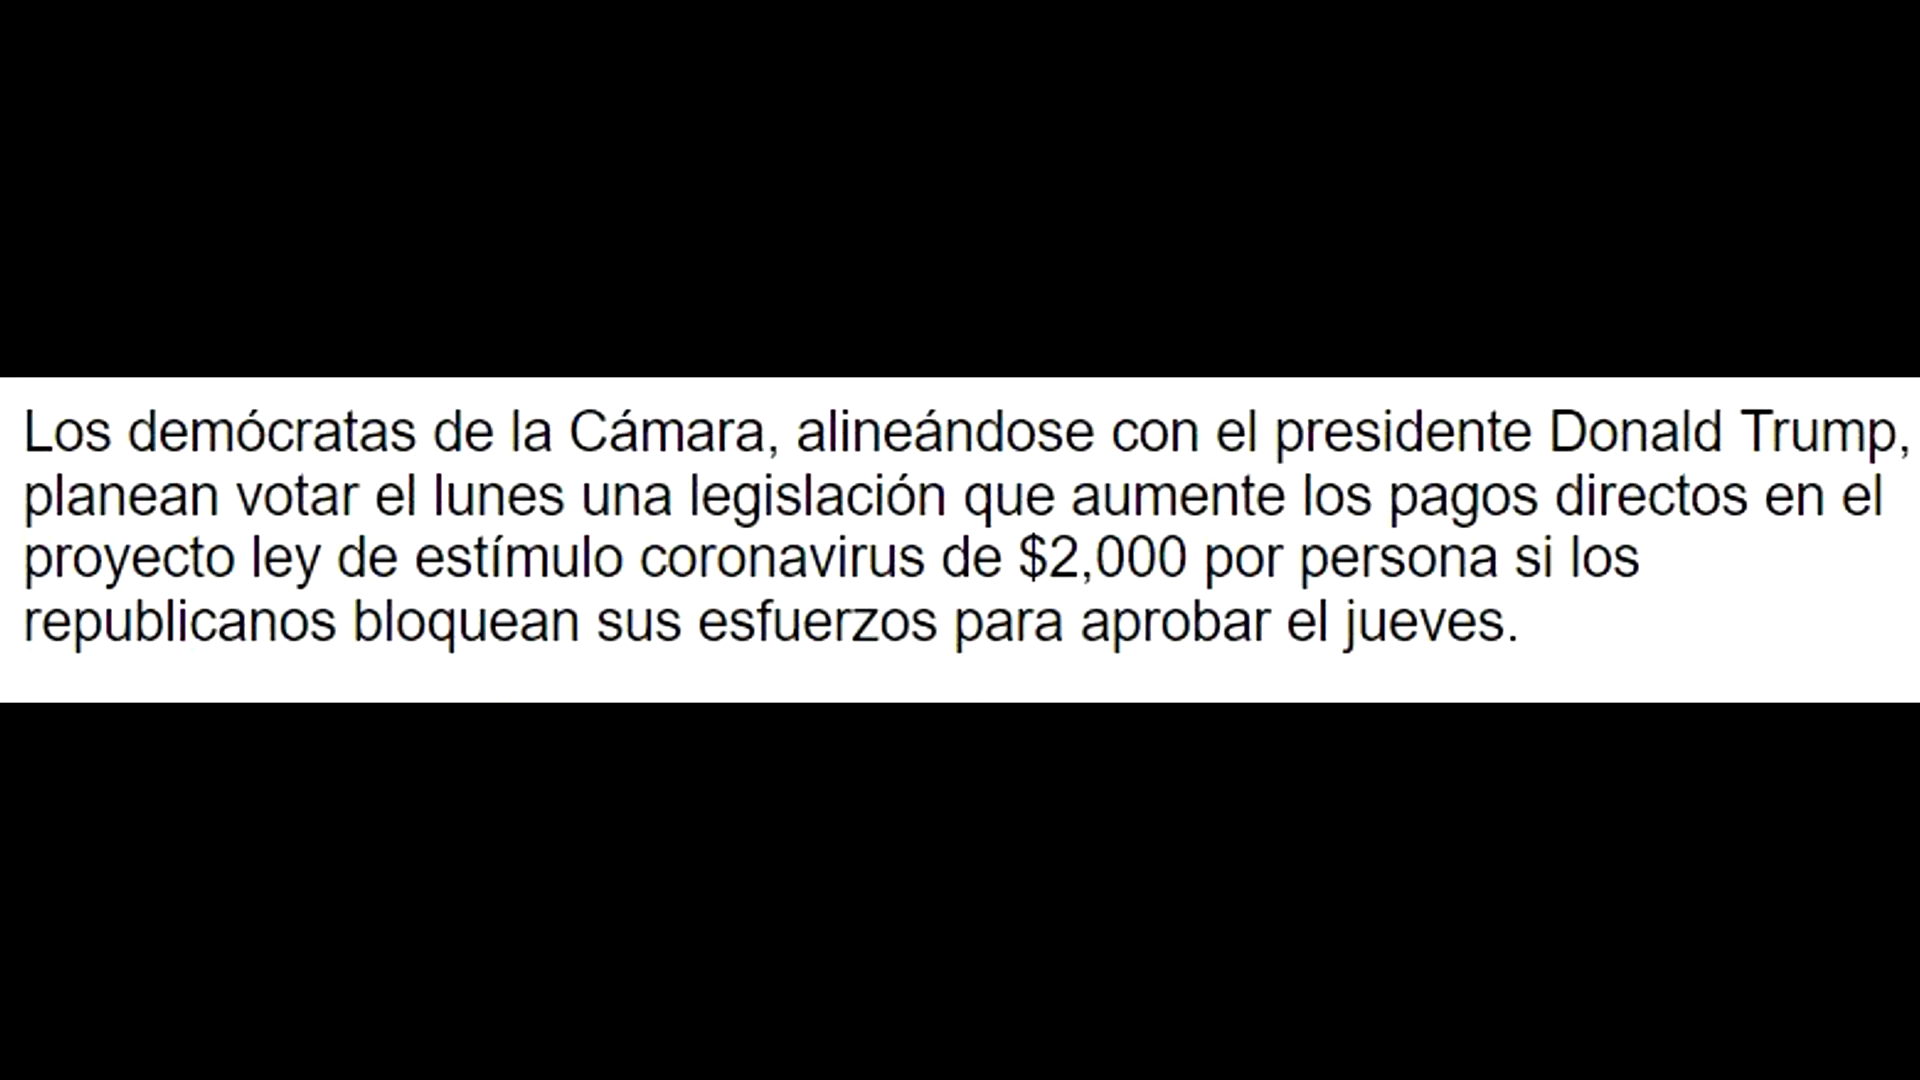 Los demócratas de la Cámara, alineándose con el presidente Donald Trump,
planean votar el lunes una legislación que aumente los pagos directos en el
proyecto ley de estímulo coronavirus de $2,000 por persona si los
republicanos bloquean sus esfuerzos para aprobar el jueves.